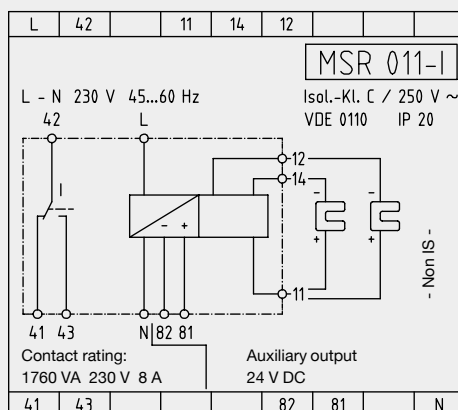 L 42 11 14 12
MSR 011-I
L - N 230 V 45...60 Hz
Isol.-Kl. C / 250 V ~
VDE 0110 IP 20
42 L
12
14
I
- -
- +
+ +
- Non IS -
11
41 43 N 82 81
Contact rating:
1760 VA 230 V 8 A
Auxiliary output
24 V DC
41 43 82 81 N